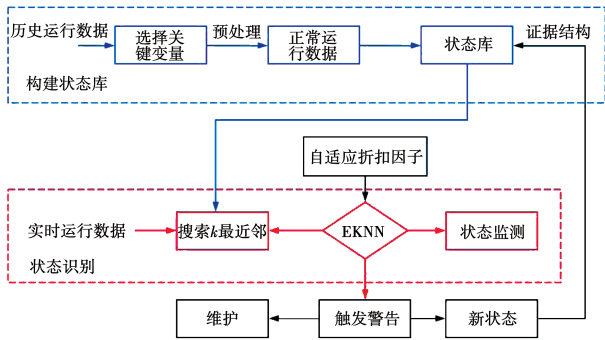 历史运行数据
选择关
键变量
预处理
正常运
行数据
状态库
证据结构
构建状态库
自适应折扣因子
实时运行数据
搜索k最近邻
EKNN
状态监测
状态识别
维护
触发警告
新状态